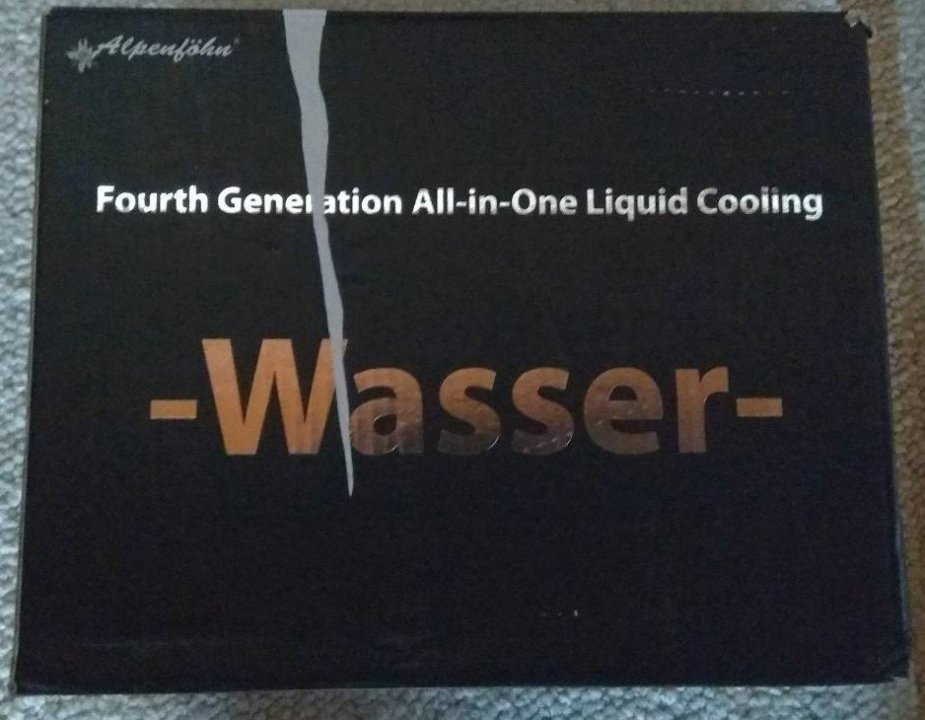 Alpenföhn
Fourth Generation All-in-One Liquid Cooling
-Wasser-